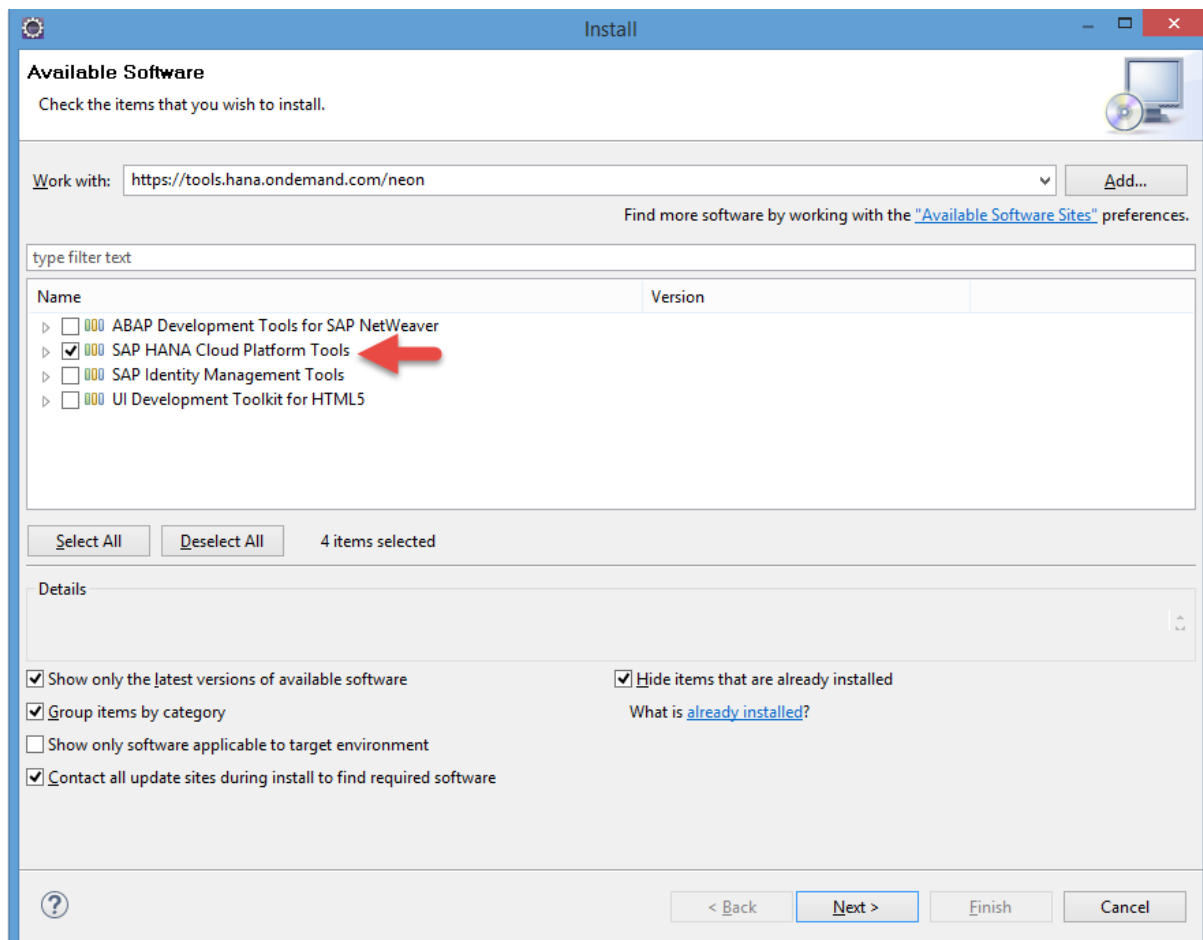 Install
Available Software
Check the items that you wish to install.
Work with: https://tools.hana.ondemand.com/neon Add...
Find more software by working with the "Available Software Sites" preferences.
type filter text
Name Version
ABAP Development Tools for SAP NetWeaver
SAP HANA Cloud Platform Tools
SAP Identity Management Tools
UI Development Toolkit for HTML5
Select All Deselect All 4 items selected
Details
Show only the latest versions of available software Hide items that are already installed
Group items by category What is already installed?
Show only software applicable to target environment
Contact all update sites during install to find required software
? < Back Next > Finish Cancel